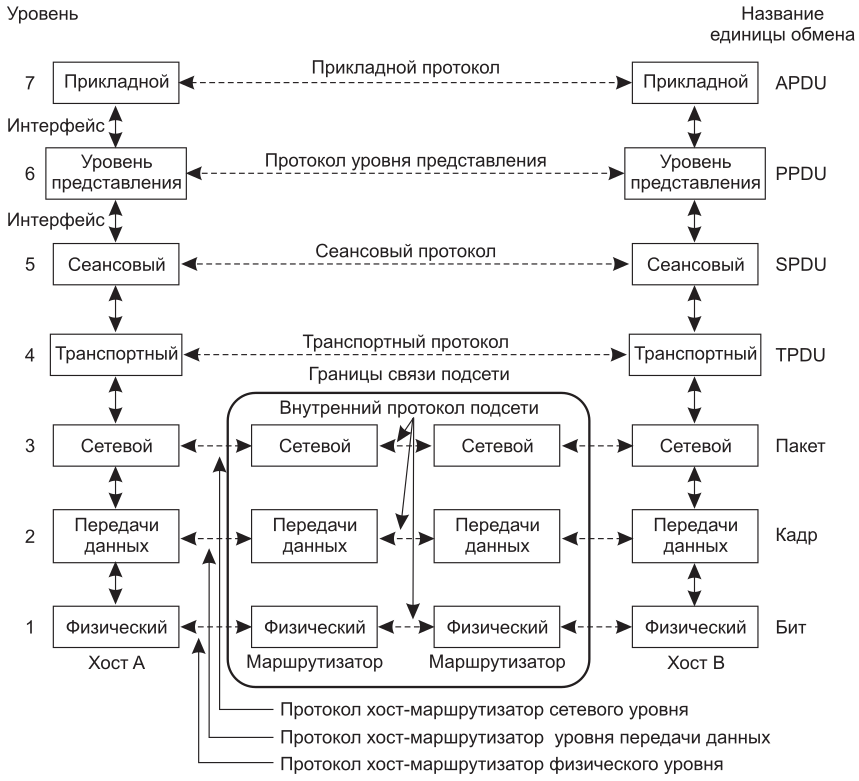 Уровень
Название
единицы обмена
7
Прикладной
Прикладной протокол
Прикладной
APDU
Интерфейс
6
Уровень
представления
Протокол уровня представления
Уровень
представления
PPDU
Интерфейс
5
Сеансовый
Сеансовый протокол
Сеансовый
SPDU
4
Транспортный
Транспортный протокол
Транспортный
TPDU
Границы связи подсети
Внутренний протокол подсети
3
Сетевой
Сетевой
Сетевой
Сетевой
Пакет
2
Передачи
данных
Передачи
данных
Передачи
данных
Передачи
данных
Кадр
1
Физический
Физический
Физический
Физический
Бит
Хост A
Маршрутизатор
Маршрутизатор
Хост B
Протокол хост-маршрутизатор сетевого уровня
Протокол хост-маршрутизатор уровня передачи данных
Протокол хост-маршрутизатор физического уровня